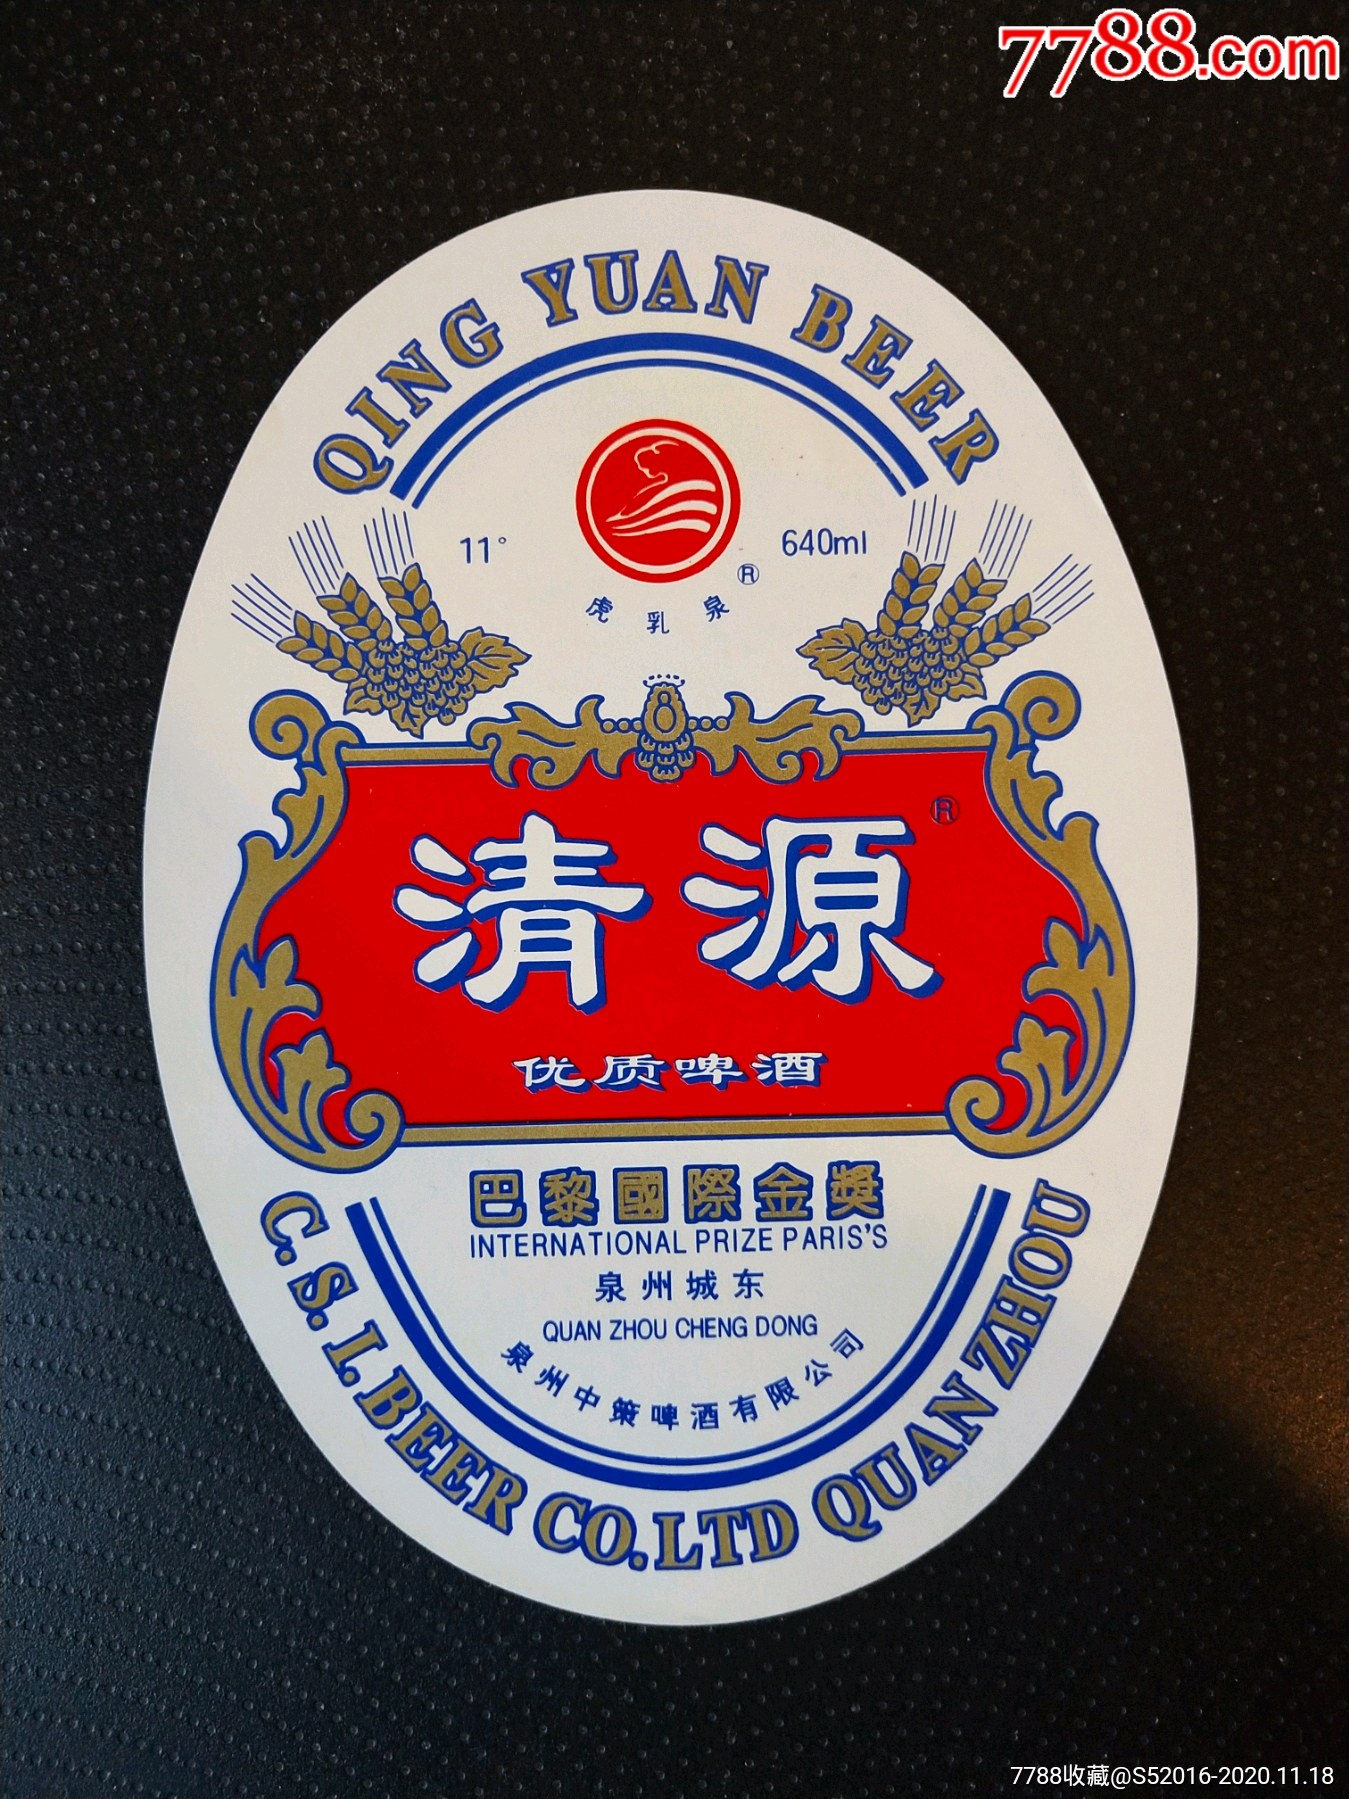 7788.com
QING YUAN BEER
11°
640ml
®
虎乳泉
®
清源
优质啤酒
巴黎國際金獎
INTERNATIONAL PRIZE PARIS'S
泉州城东
QUAN ZHOU CHENG DONG
泉州中策啤酒有限公司
C.S.I.BEER CO.LTD QUAN ZHOU
7788收藏@S52016-2020.11.18